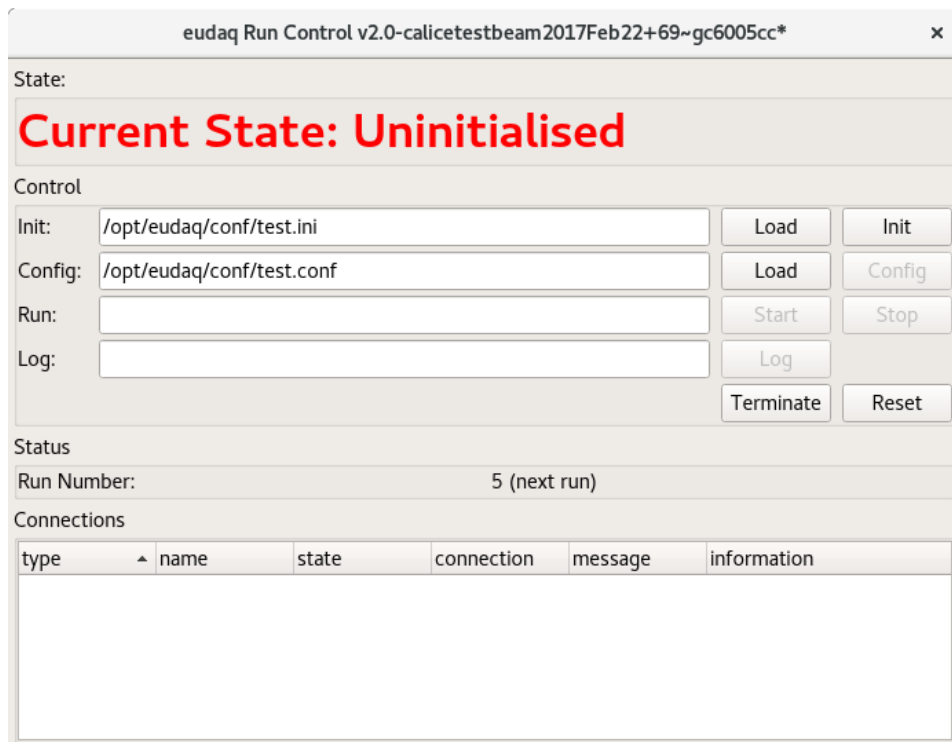 eudaq Run Control v2.0-calicetestbeam2017Feb22+69~gc6005cc* ×
State:
Current State: Uninitialised
Control
Init: /opt/eudaq/conf/test.ini Load Init
Config: /opt/eudaq/conf/test.conf Load Config
Run: Start Stop
Log: Log
Terminate Reset
Status
Run Number: 5 (next run)
Connections
type name state connection message information